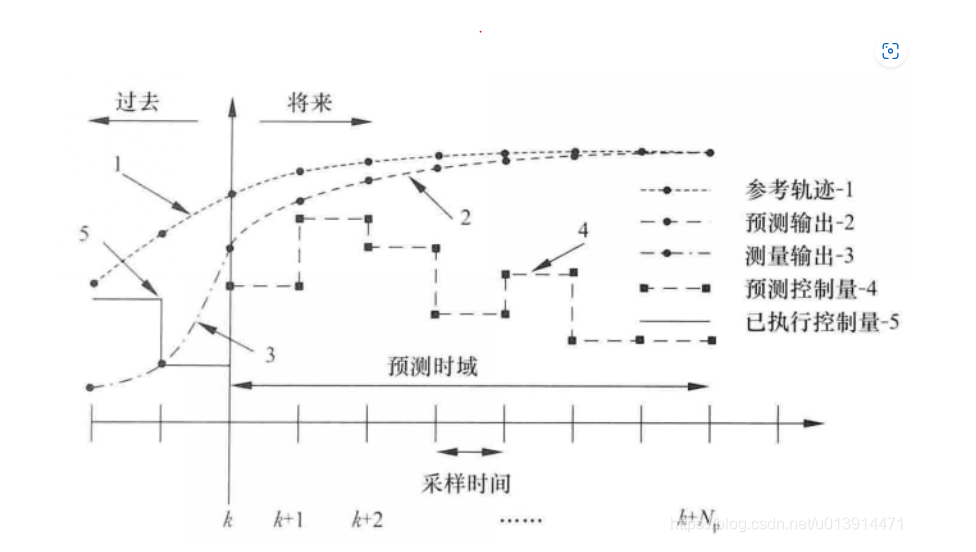 过去
将来
1
5
2
4
3
参考轨迹-1
预测输出-2
测量输出-3
预测控制量-4
已执行控制量-5
预测时域
采样时间
k
k+1
k+2
......
k+Np
https://blog.csdn.net/u013914471